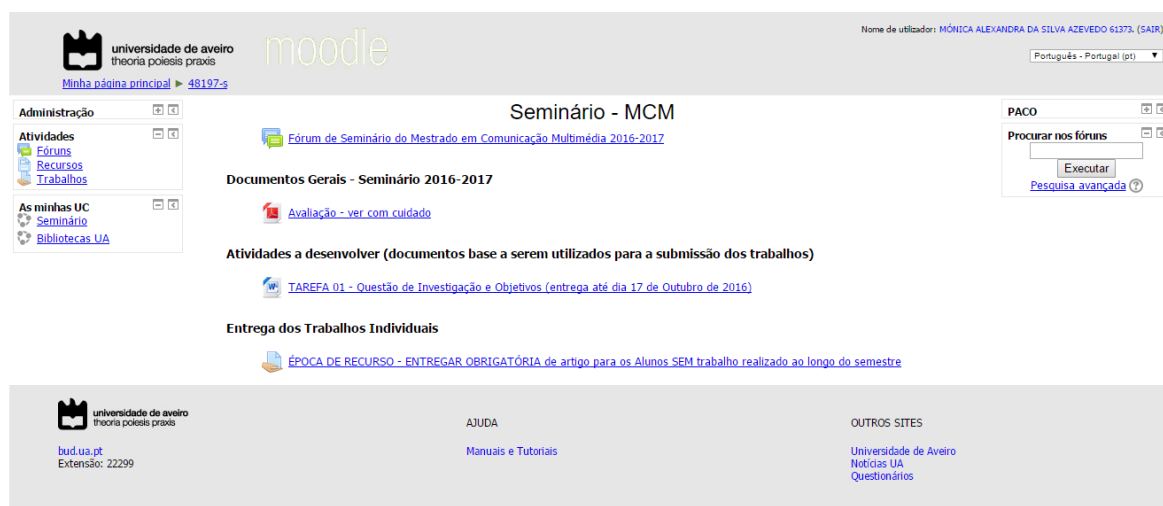 universidade de aveiro
theoria poiesis praxis
moodle
Nome de utilizador: MÓNICA ALEXANDRA DA SILVA AZEVEDO 61373. (SAIR)
Português - Portugal (pt)
Minha página principal ► 48197-s
Administração
Atividades
Fóruns
Recursos
Trabalhos
As minhas UC
Seminário
Bibliotecas UA
Seminário - MCM
Fórum de Seminário do Mestrado em Comunicação Multimédia 2016-2017
Documentos Gerais - Seminário 2016-2017
Avaliação - ver com cuidado
Atividades a desenvolver (documentos base a serem utilizados para a submissão dos trabalhos)
TAREFA 01 - Questão de Investigação e Objetivos (entrega até dia 17 de Outubro de 2016)
Entrega dos Trabalhos Individuais
ÉPOCA DE RECURSO - ENTREGAR OBRIGATÓRIA de artigo para os Alunos SEM trabalho realizado ao longo do semestre
PACO
Procurar nos fóruns
Executar
Pesquisa avançada
universidade de aveiro
theoria poiesis praxis
bud.ua.pt
Extensão: 22299
AJUDA
Manuais e Tutoriais
OUTROS SITES
Universidade de Aveiro
Notícias UA
Questionários